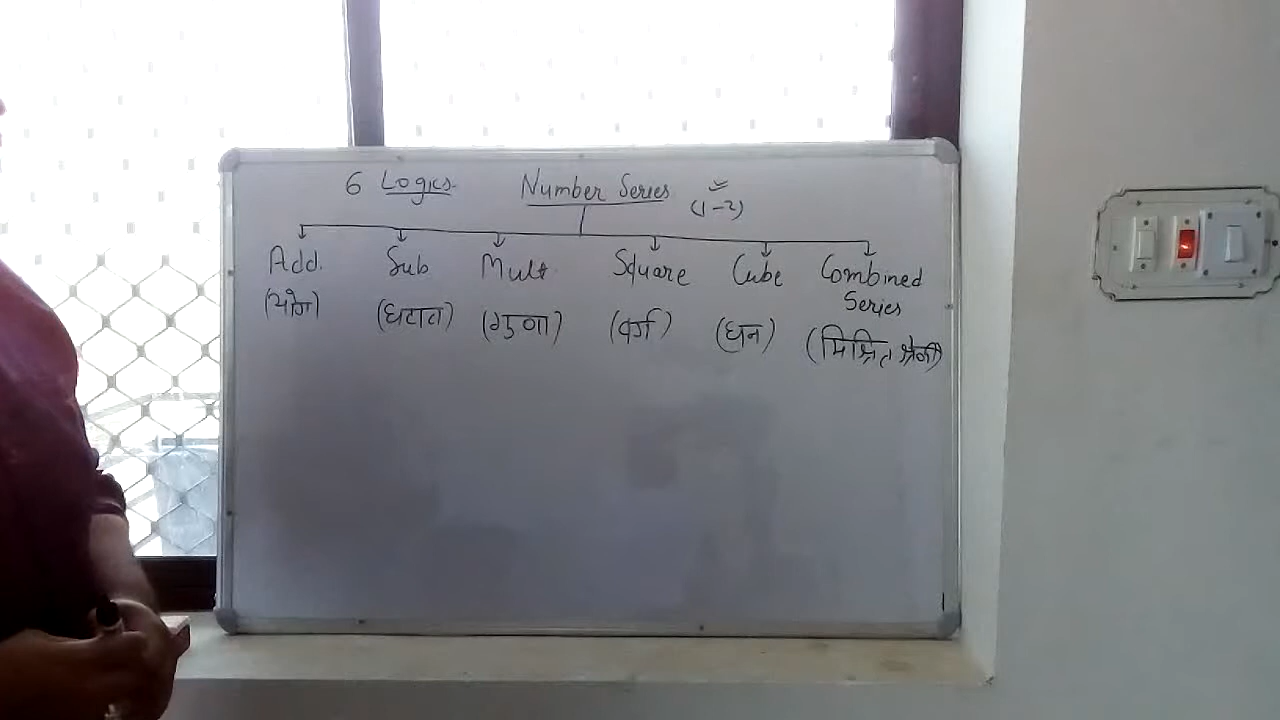 6 Logics Number Series (1-2)
Add. Sub Mult. Square Cube Combined Series
(योग) (घटाव) (गुणा) (वर्ग) (घन) (मिश्रित श्रेणी)